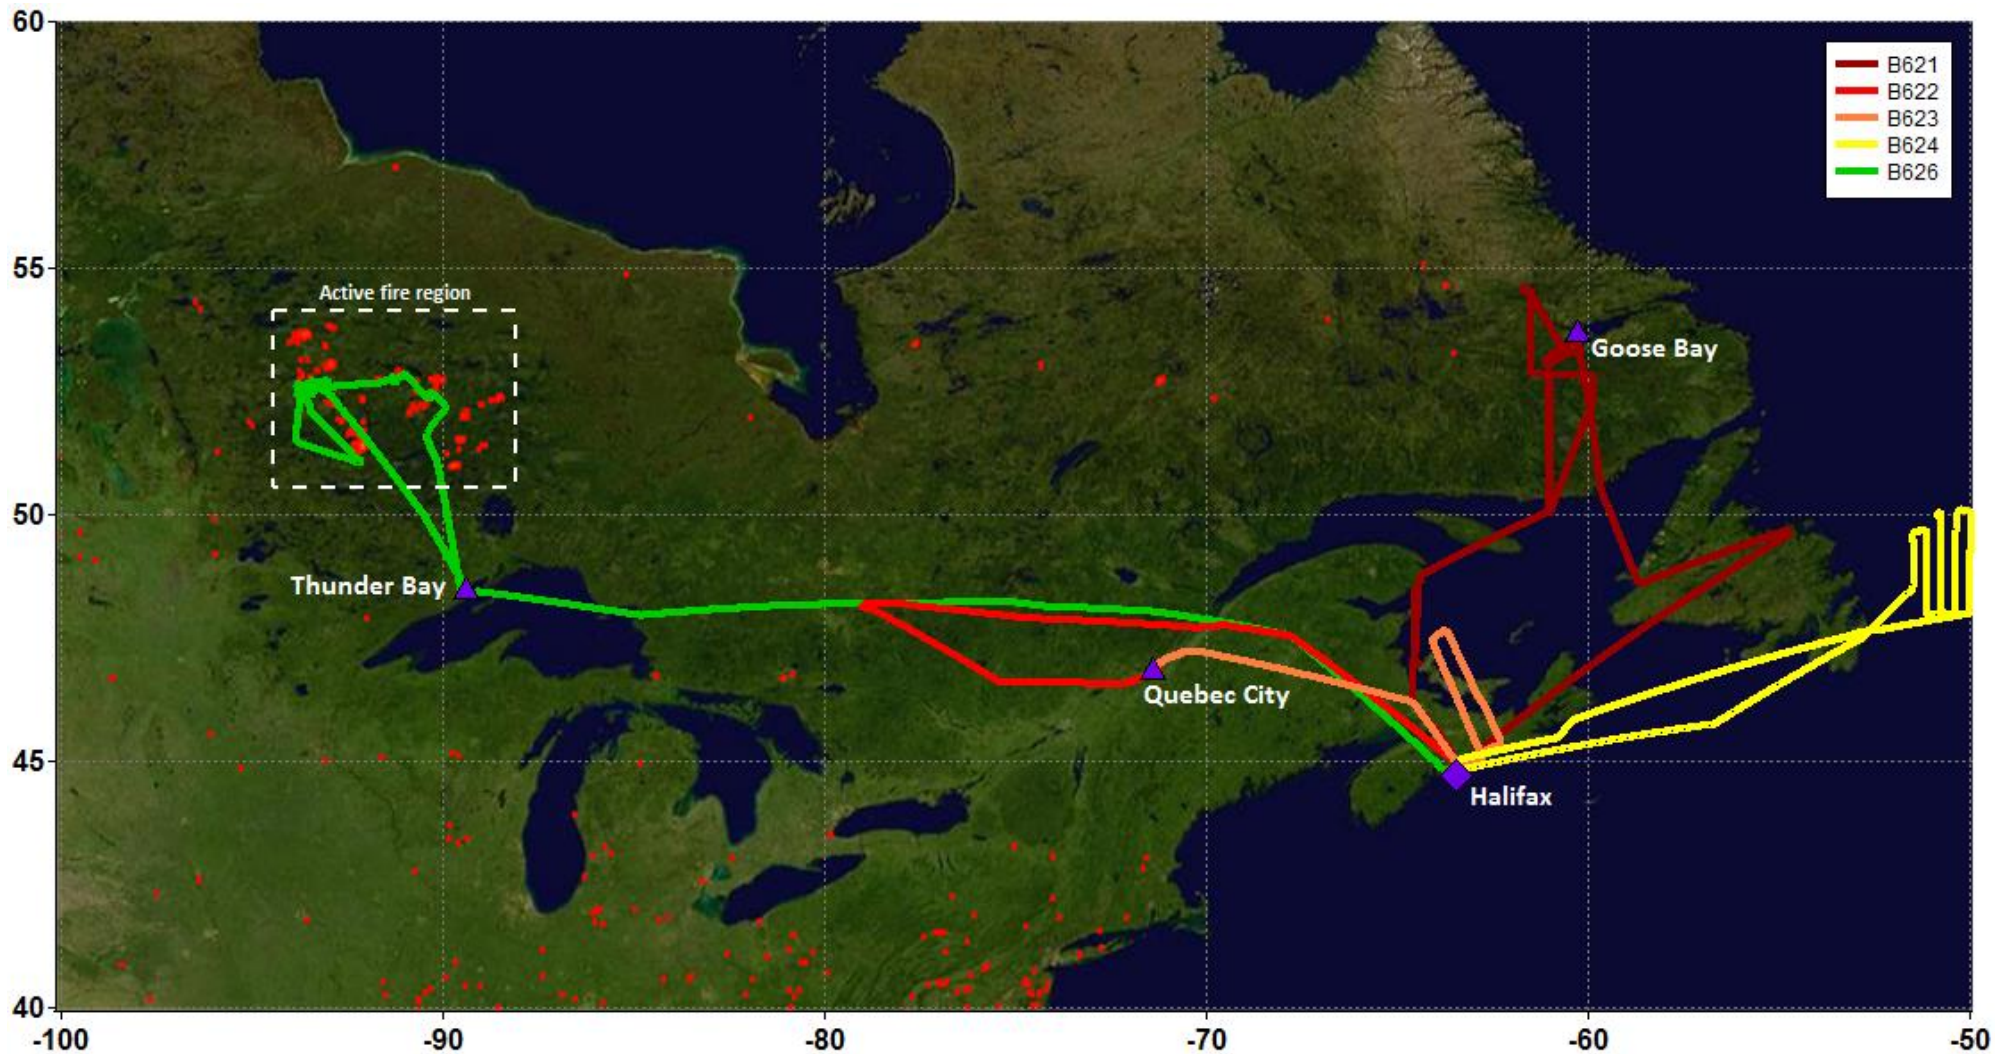 60
B621
B622
B623
B624
B626
55
Active fire region
Goose Bay
50
Thunder Bay
Quebec City
45
Halifax
40
-100
-90
-80
-70
-60
-50